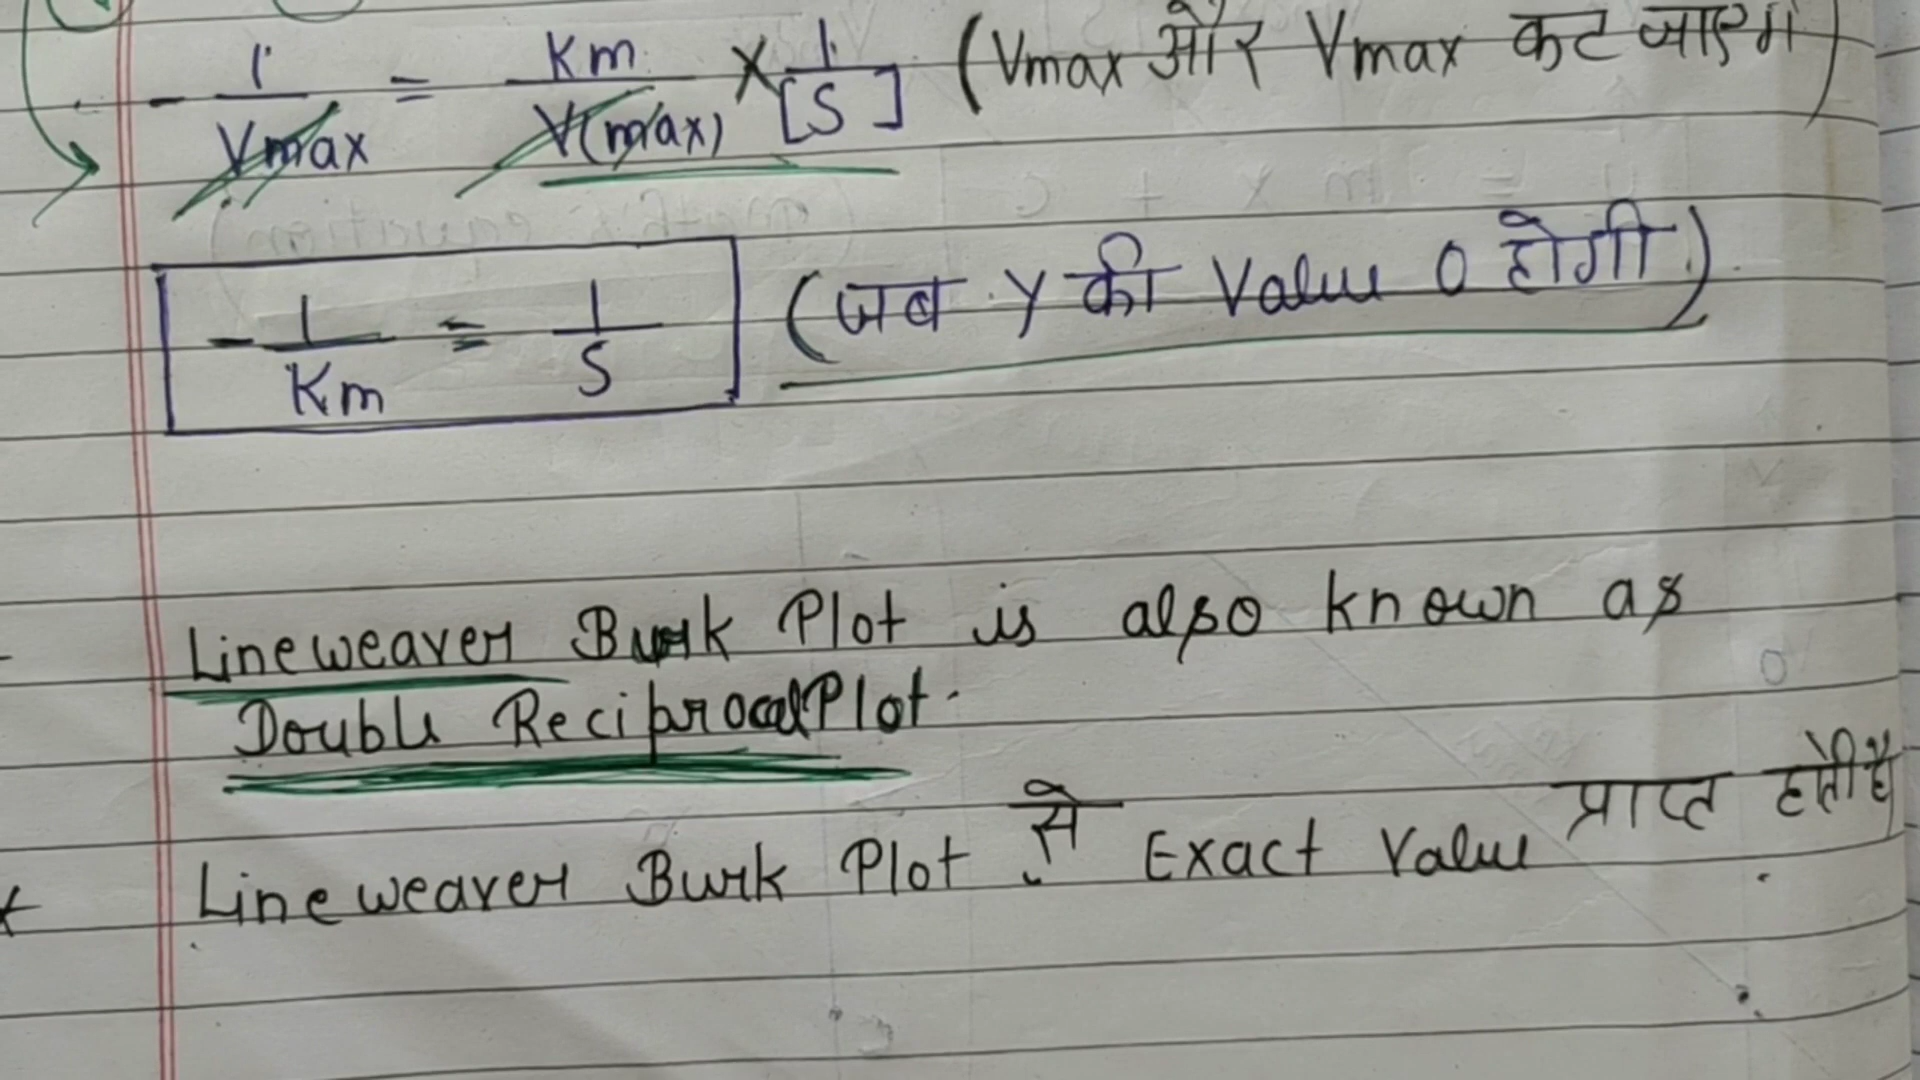 - 1/Vmax = Km/V(max) × 1/[S] (Vmax और Vmax कट जाएगा)
- 1/Km = 1/S (जब Y की Value 0 होगी)
Lineweaver Burk Plot is also known as
Double Reciprocal Plot.
Lineweaver Burk Plot से Exact Value प्राप्त होती है